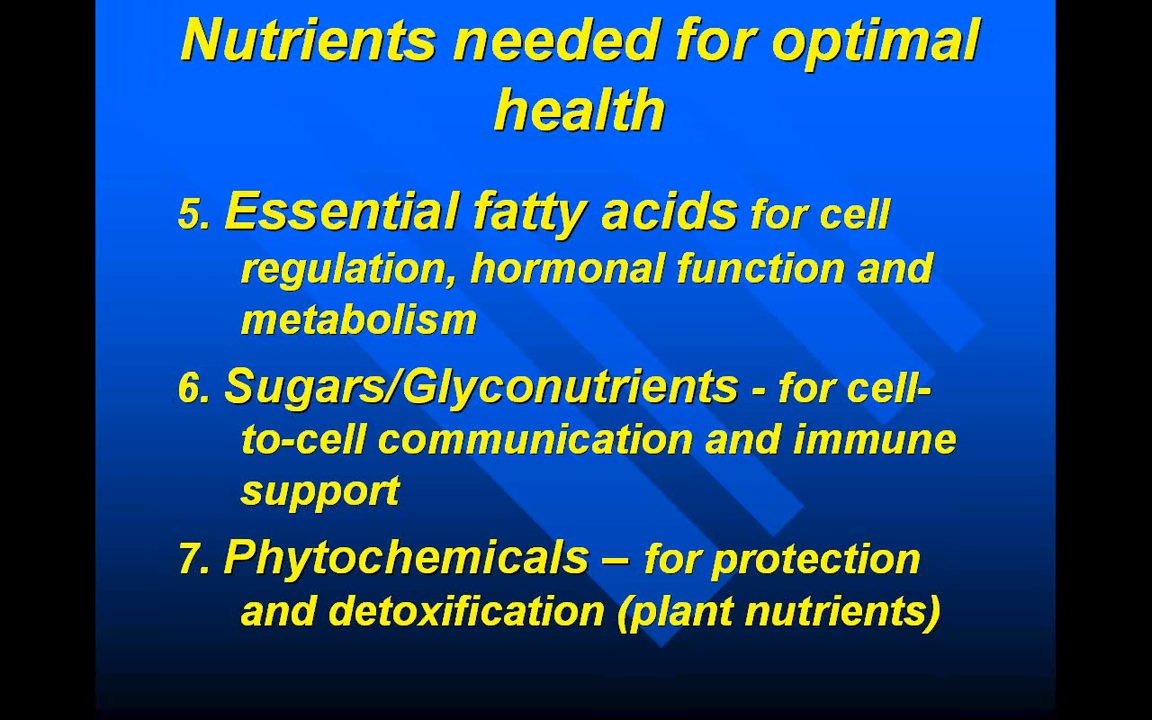 Nutrients needed for optimal
health
5. Essential fatty acids for cell
regulation, hormonal function and
metabolism
6. Sugars/Glyconutrients - for cell-
to-cell communication and immune
support
7. Phytochemicals – for protection
and detoxification (plant nutrients)